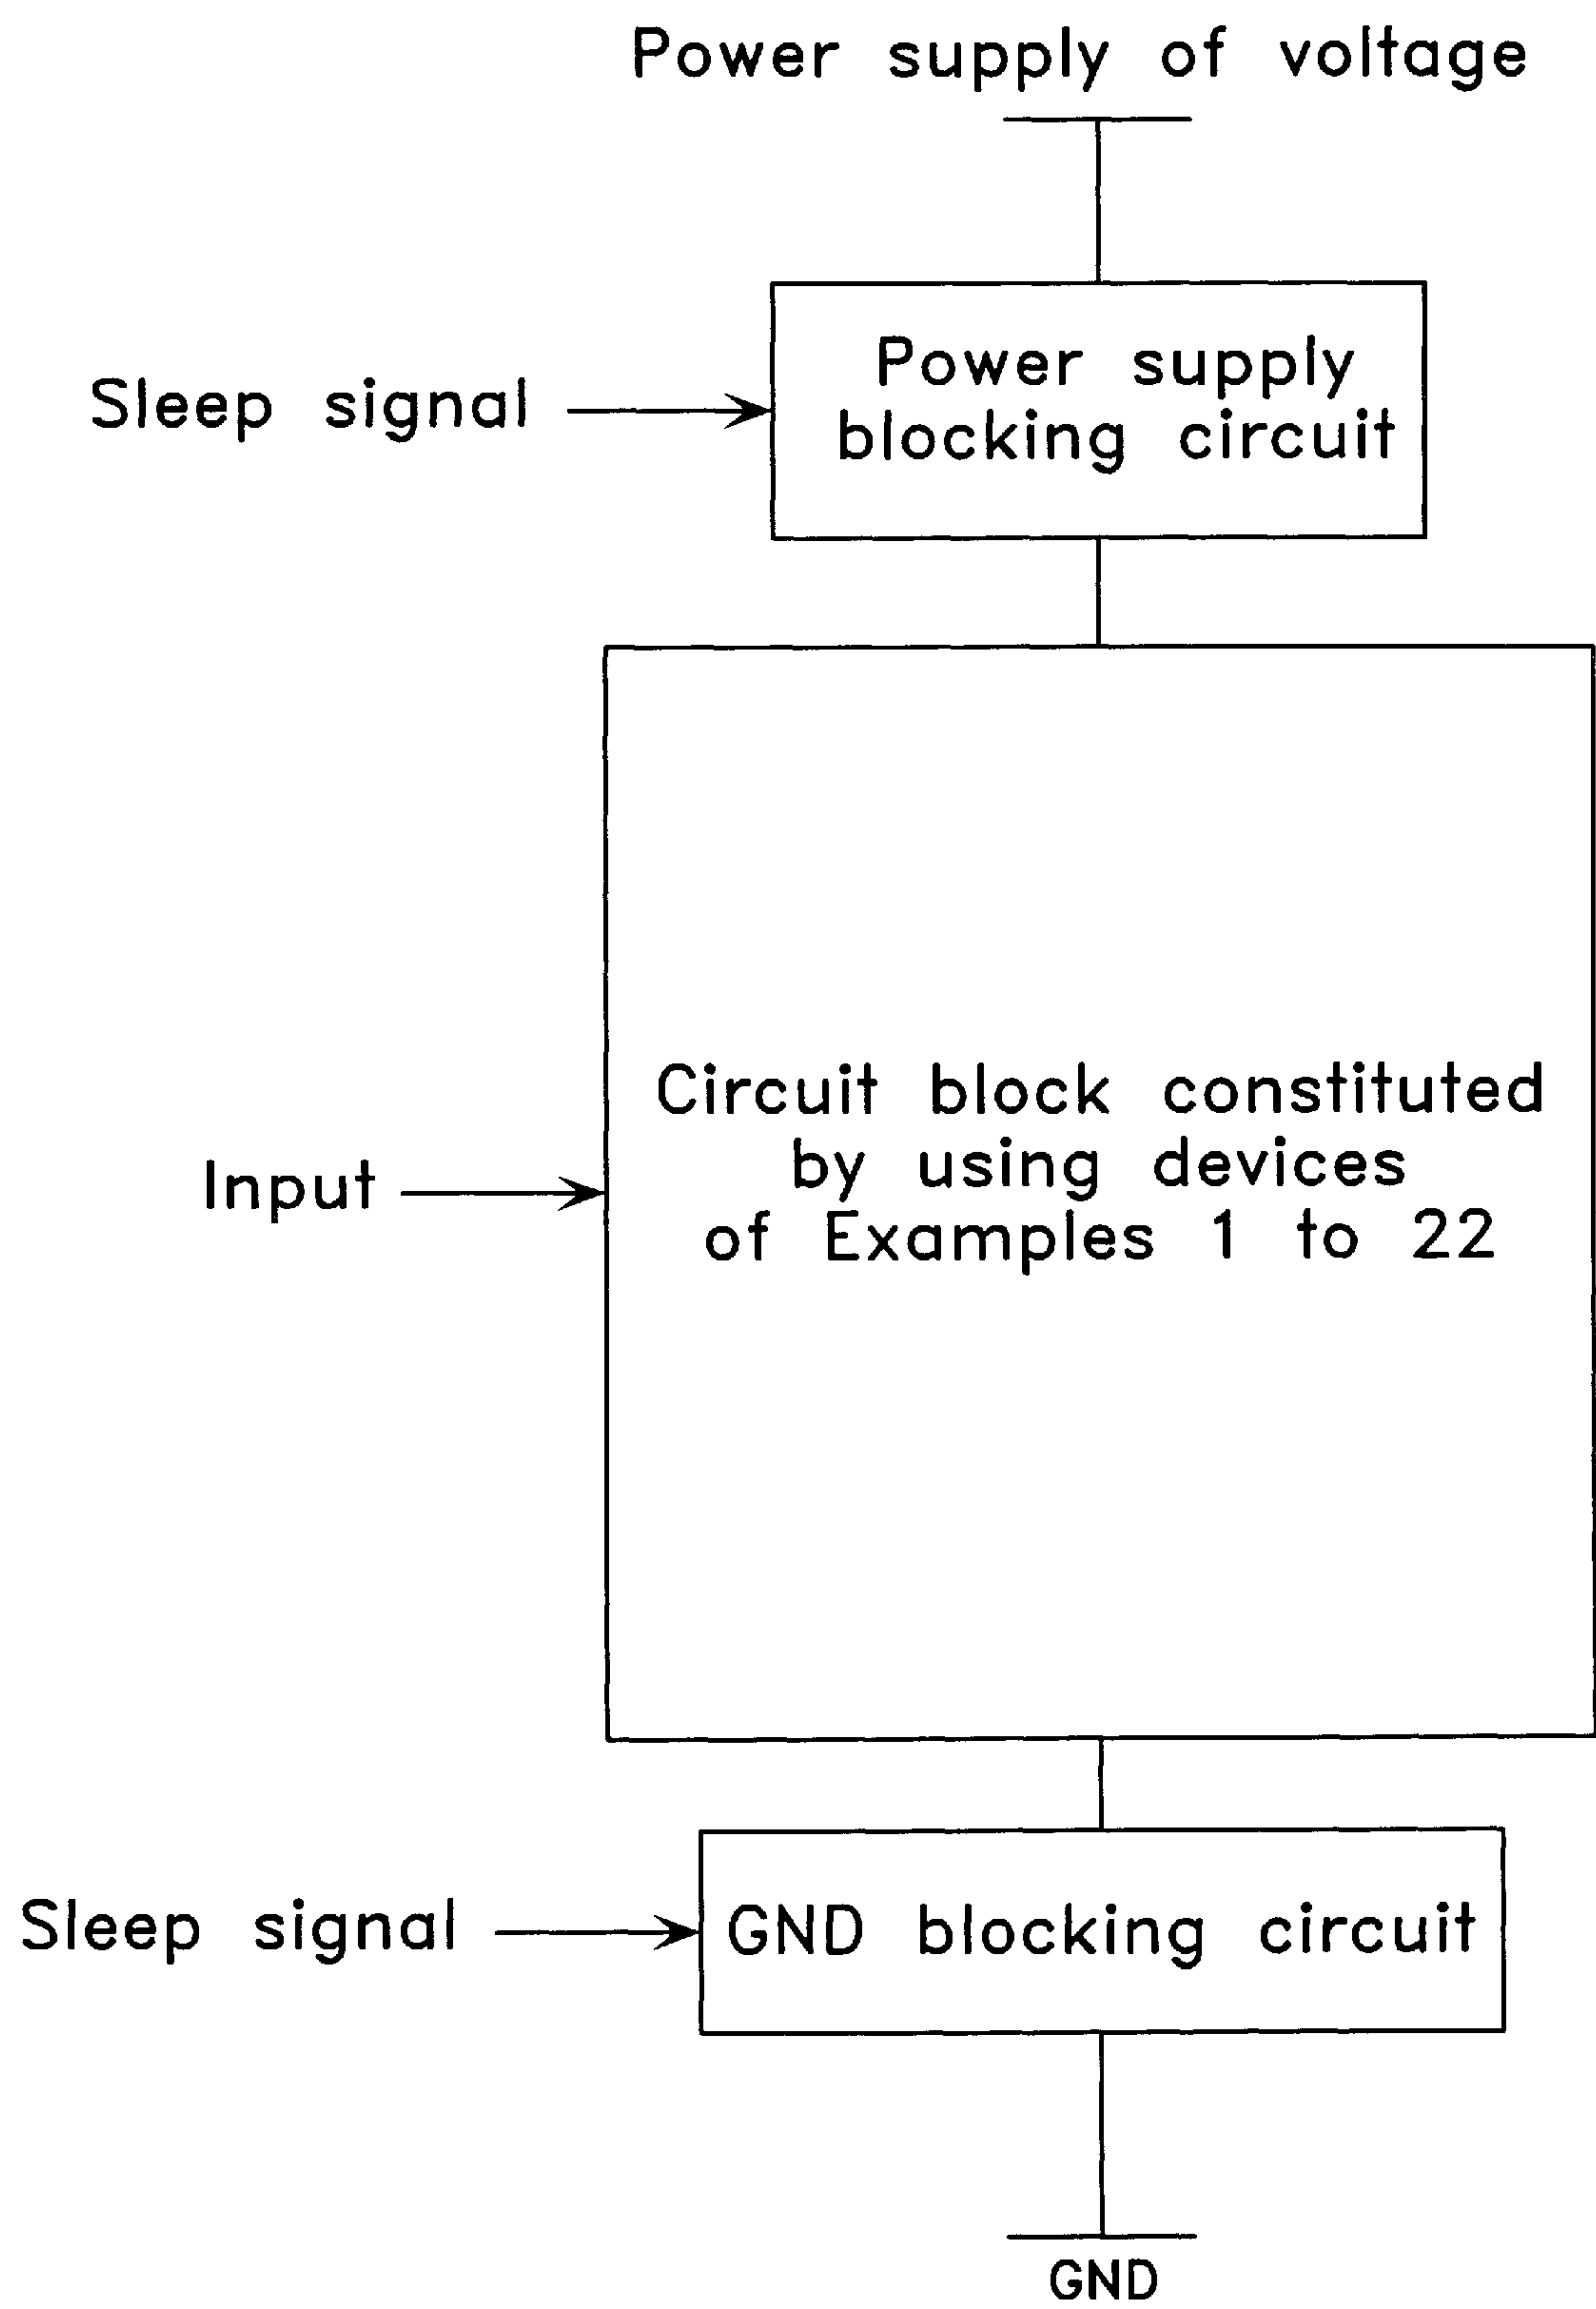 Power supply of voltage
Sleep signal
Power supply
blocking circuit
Circuit block constituted
by using devices
of Examples 1 to 22
Input
Sleep signal
GND blocking circuit
GND